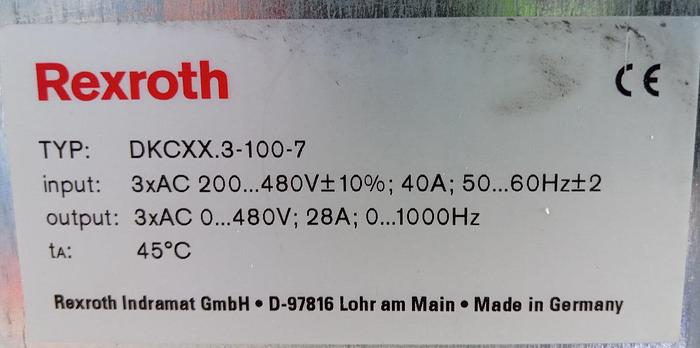 Rexroth
CE
TYP: DKCXX.3-100-7
input: 3xAC 200...480V±10%; 40A; 50...60Hz±2
output: 3xAC 0...480V; 28A; 0...1000Hz
tA: 45°C
Rexroth Indramat GmbH • D-97816 Lohr am Main • Made in Germany